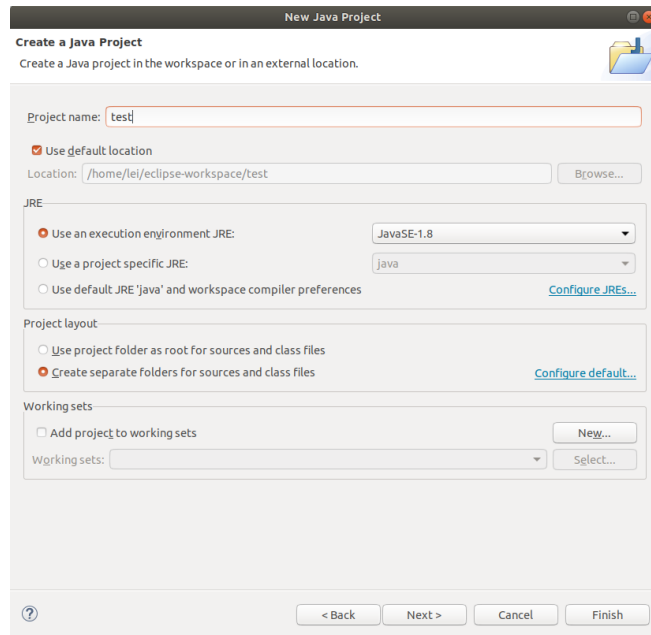 New Java Project
Create a Java Project
Create a Java project in the workspace or in an external location.
Project name: test
Use default location
Location: /home/lei/eclipse-workspace/test Browse...
JRE
Use an execution environment JRE: JavaSE-1.8
Use a project specific JRE: java
Use default JRE 'java' and workspace compiler preferences Configure JREs...
Project layout
Use project folder as root for sources and class files
Create separate folders for sources and class files Configure default...
Working sets
Add project to working sets New...
Working sets: Select...
? < Back Next > Cancel Finish